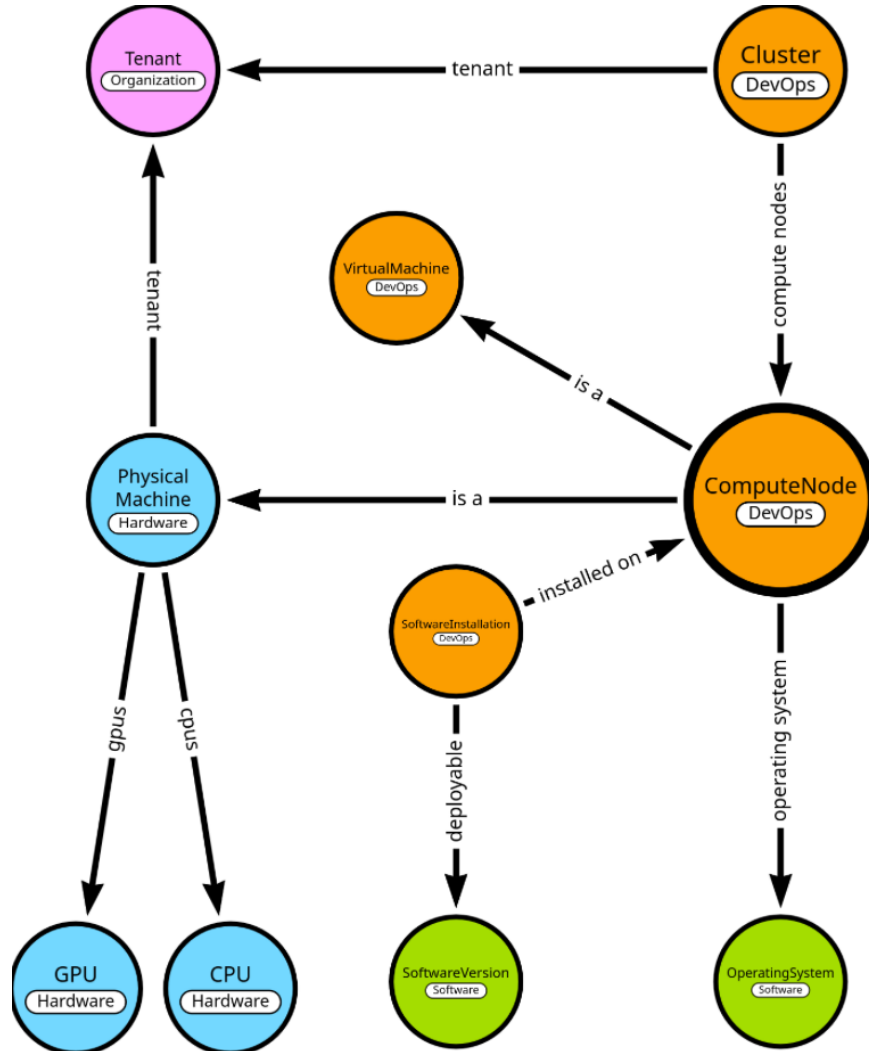 Tenant
Organization
tenant
Cluster
DevOps
compute nodes
VirtualMachine
DevOps
tenant
is a
Physical
Machine
Hardware
is a
ComputeNode
DevOps
installed on
SoftwareInstallation
DevOps
gpus
cpus
deployable
operating system
GPU
Hardware
CPU
Hardware
SoftwareVersion
Software
OperatingSystem
Software